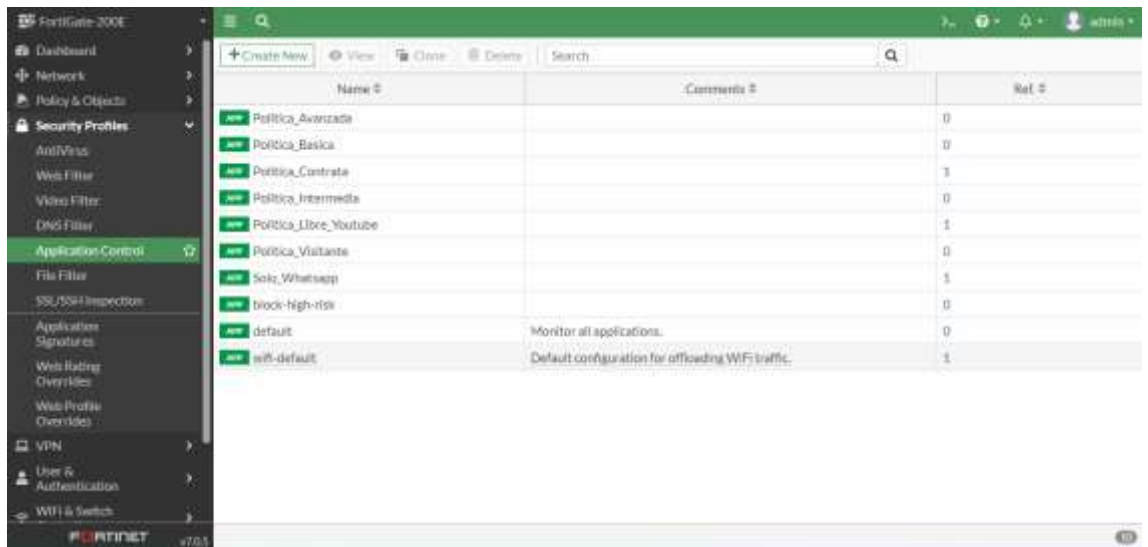 FortiGate-200E
admin
Dashboard
Network
Policy & Objects
Security Profiles
AntiVirus
Web Filter
Video Filter
DNS Filter
Application Control
File Filter
SSL/SSH Inspection
Application
Signatures
Web Rating
Overrides
Web Profile
Overrides
VPN
User &
Authentication
WiFi & Switch
FORTINET v7.0.5
+ Create New View Clone Delete Search
Name Comments Ref.
APP Politica_Avanzada 0
APP Politica_Basica 0
APP Politica_Contrata 1
APP Politica_Intermedia 0
APP Politica_Libre_Youtube 1
APP Politica_Visitante 0
APP Solo_Whatsapp 1
APP block-high-risk 0
APP default Monitor all applications. 0
APP wifi-default Default configuration for offloading WiFi traffic. 1
10